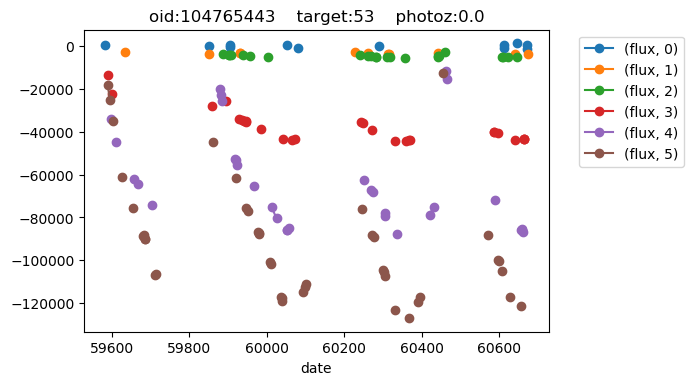 oid:104765443    target:53    photoz:0.0
(flux, 0)
(flux, 1)
(flux, 2)
(flux, 3)
(flux, 4)
(flux, 5)
0
−20000
−40000
−60000
−80000
−100000
−120000
59600 59800 60000 60200 60400 60600
date